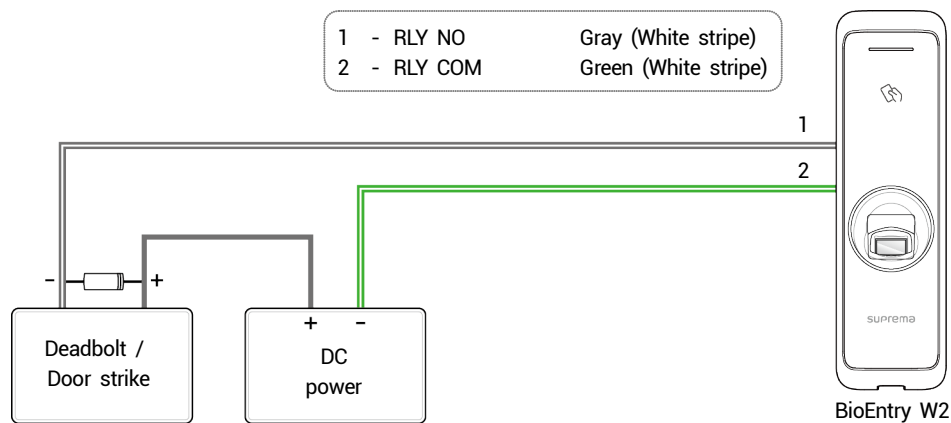 1 - RLY NO Gray (White stripe)
2 - RLY COM Green (White stripe)
1
2
- +
+ -
Deadbolt /
Door strike
DC
power
suprema
BioEntry W2